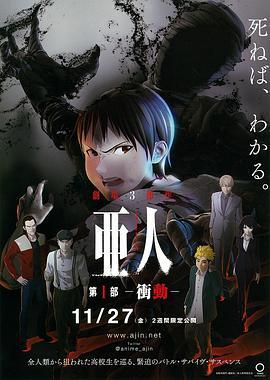 死ねば、わかる。
劇場3部作
亜人
第1部 ―衝動―
11/27(金) 2週間限定公開
www.ajin.net
Twitter
@anime_ajin
全人類から狙われた高校生を巡る、緊迫のバトル・サバイヴ・サスペンス